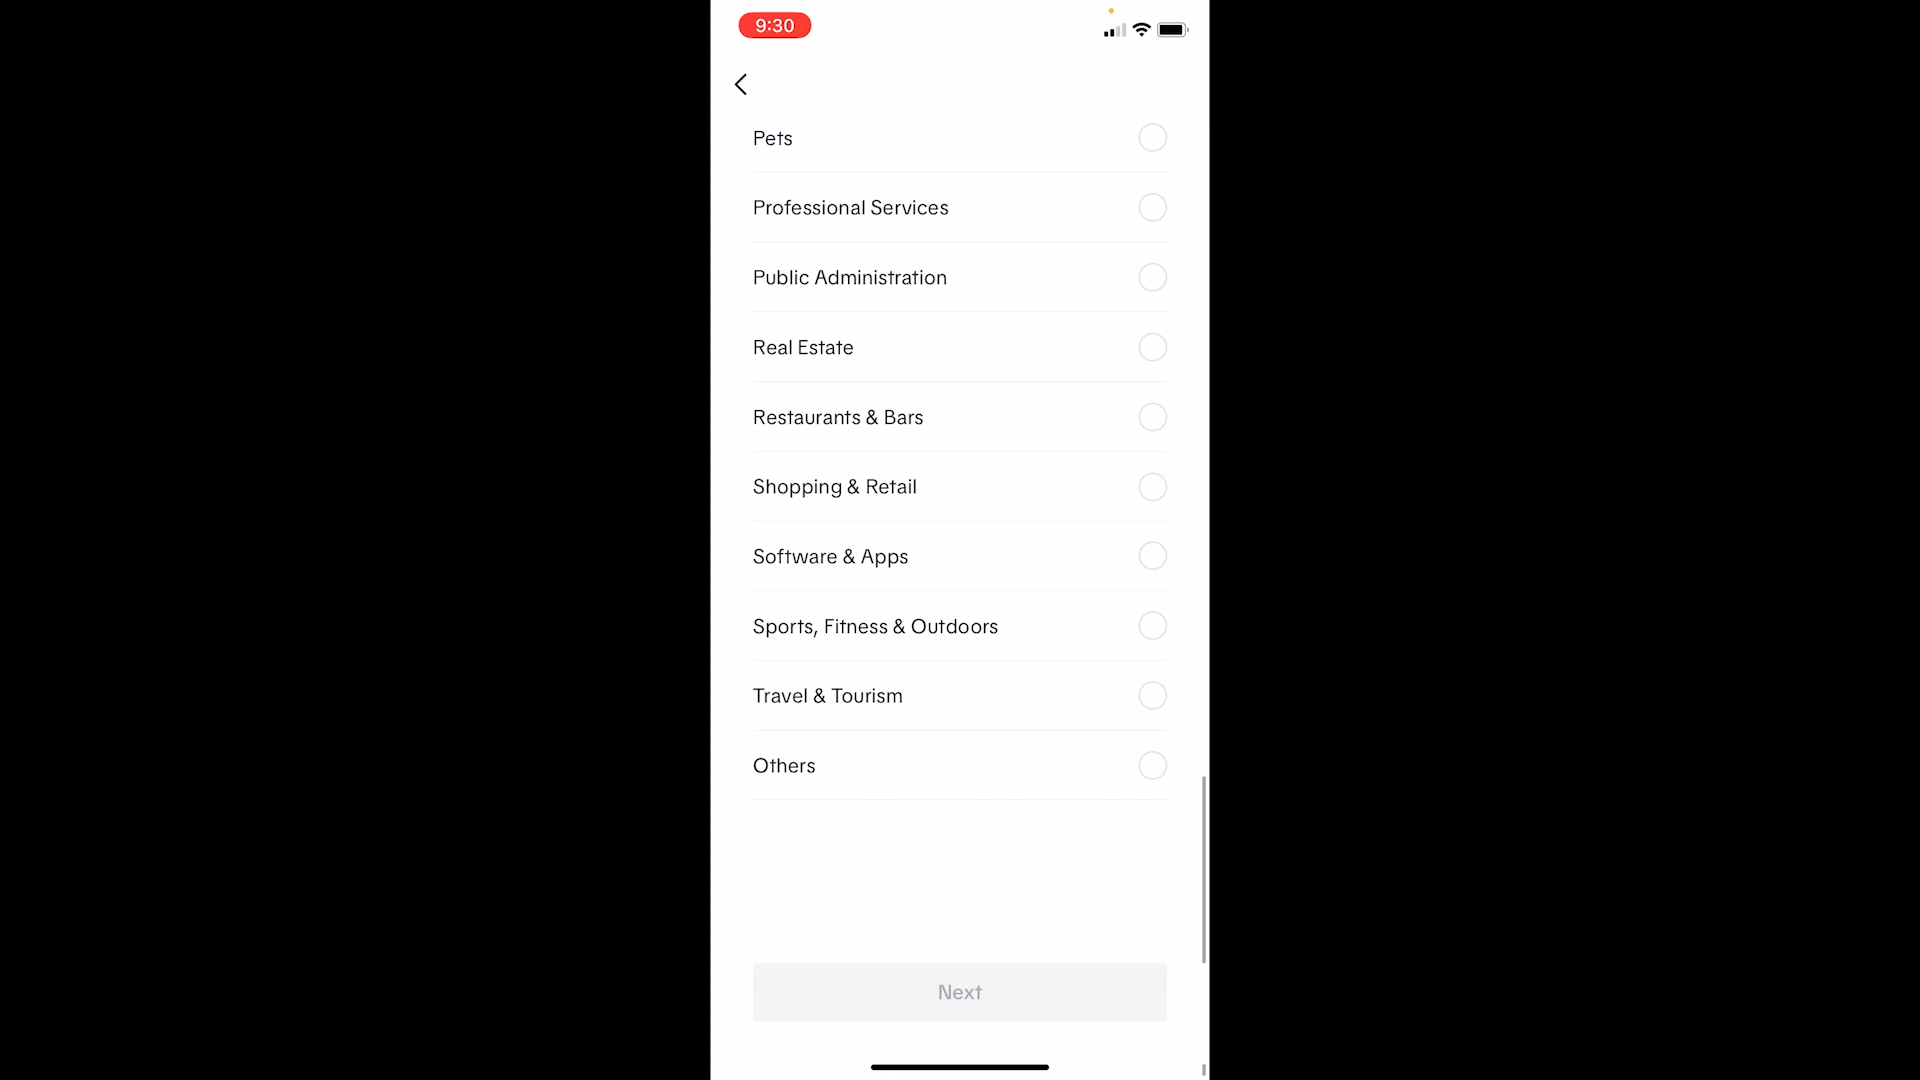 9:30
Pets
Professional Services
Public Administration
Real Estate
Restaurants & Bars
Shopping & Retail
Software & Apps
Sports, Fitness & Outdoors
Travel & Tourism
Others
Next